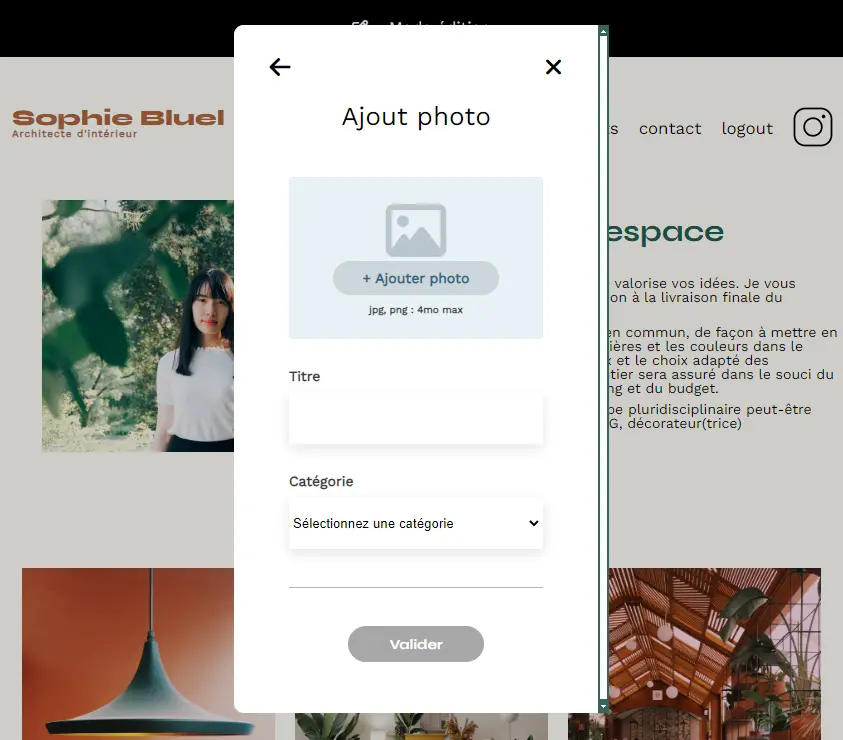 Mode édition
Sophie Bluel
Architecte d'intérieur
contact
logout
Ajout photo
+ Ajouter photo
jpg, png : 4mo max
Titre
Catégorie
Sélectionnez une catégorie
Valider
espace
valorise vos idées. Je vous
on à la livraison finale du
en commun, de façon à mettre en
ières et les couleurs dans le
et le choix adapté des
tier sera assuré dans le souci du
ng et du budget.
pe pluridisciplinaire peut-être
G, décorateur(trice)